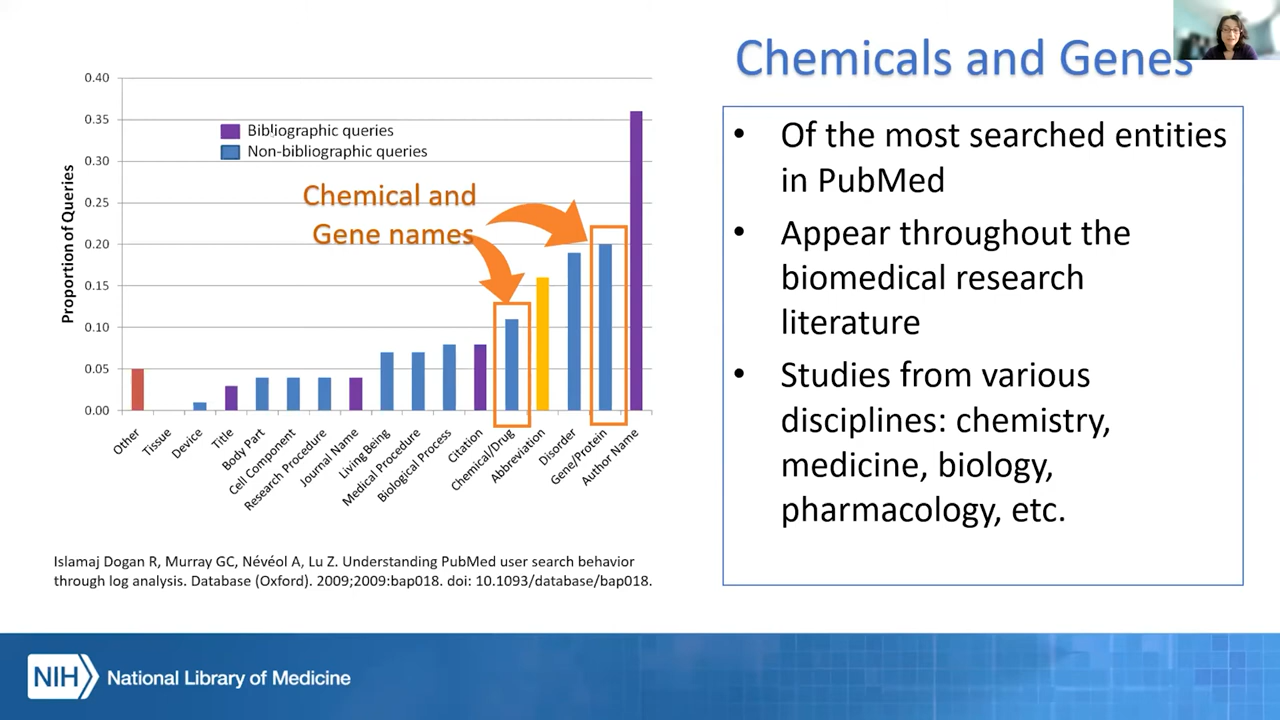 Chemicals and Genes
0.40
0.35
0.30
0.25
0.20
0.15
0.10
0.05
0.00
Proportion of Queries
Bibliographic queries
Non-bibliographic queries
Chemical and
Gene names
Other
Tissue
Device
Title
Body Part
Cell Component
Research Procedure
Journal Name
Living Being
Medical Procedure
Biological Process
Citation
Chemical/Drug
Abbreviation
Disorder
Gene/Protein
Author Name
Islamaj Dogan R, Murray GC, Névéol A, Lu Z. Understanding PubMed user search behavior
through log analysis. Database (Oxford). 2009;2009:bap018. doi: 10.1093/database/bap018.
• Of the most searched entities
in PubMed
• Appear throughout the
biomedical research
literature
• Studies from various
disciplines: chemistry,
medicine, biology,
pharmacology, etc.
NIH National Library of Medicine